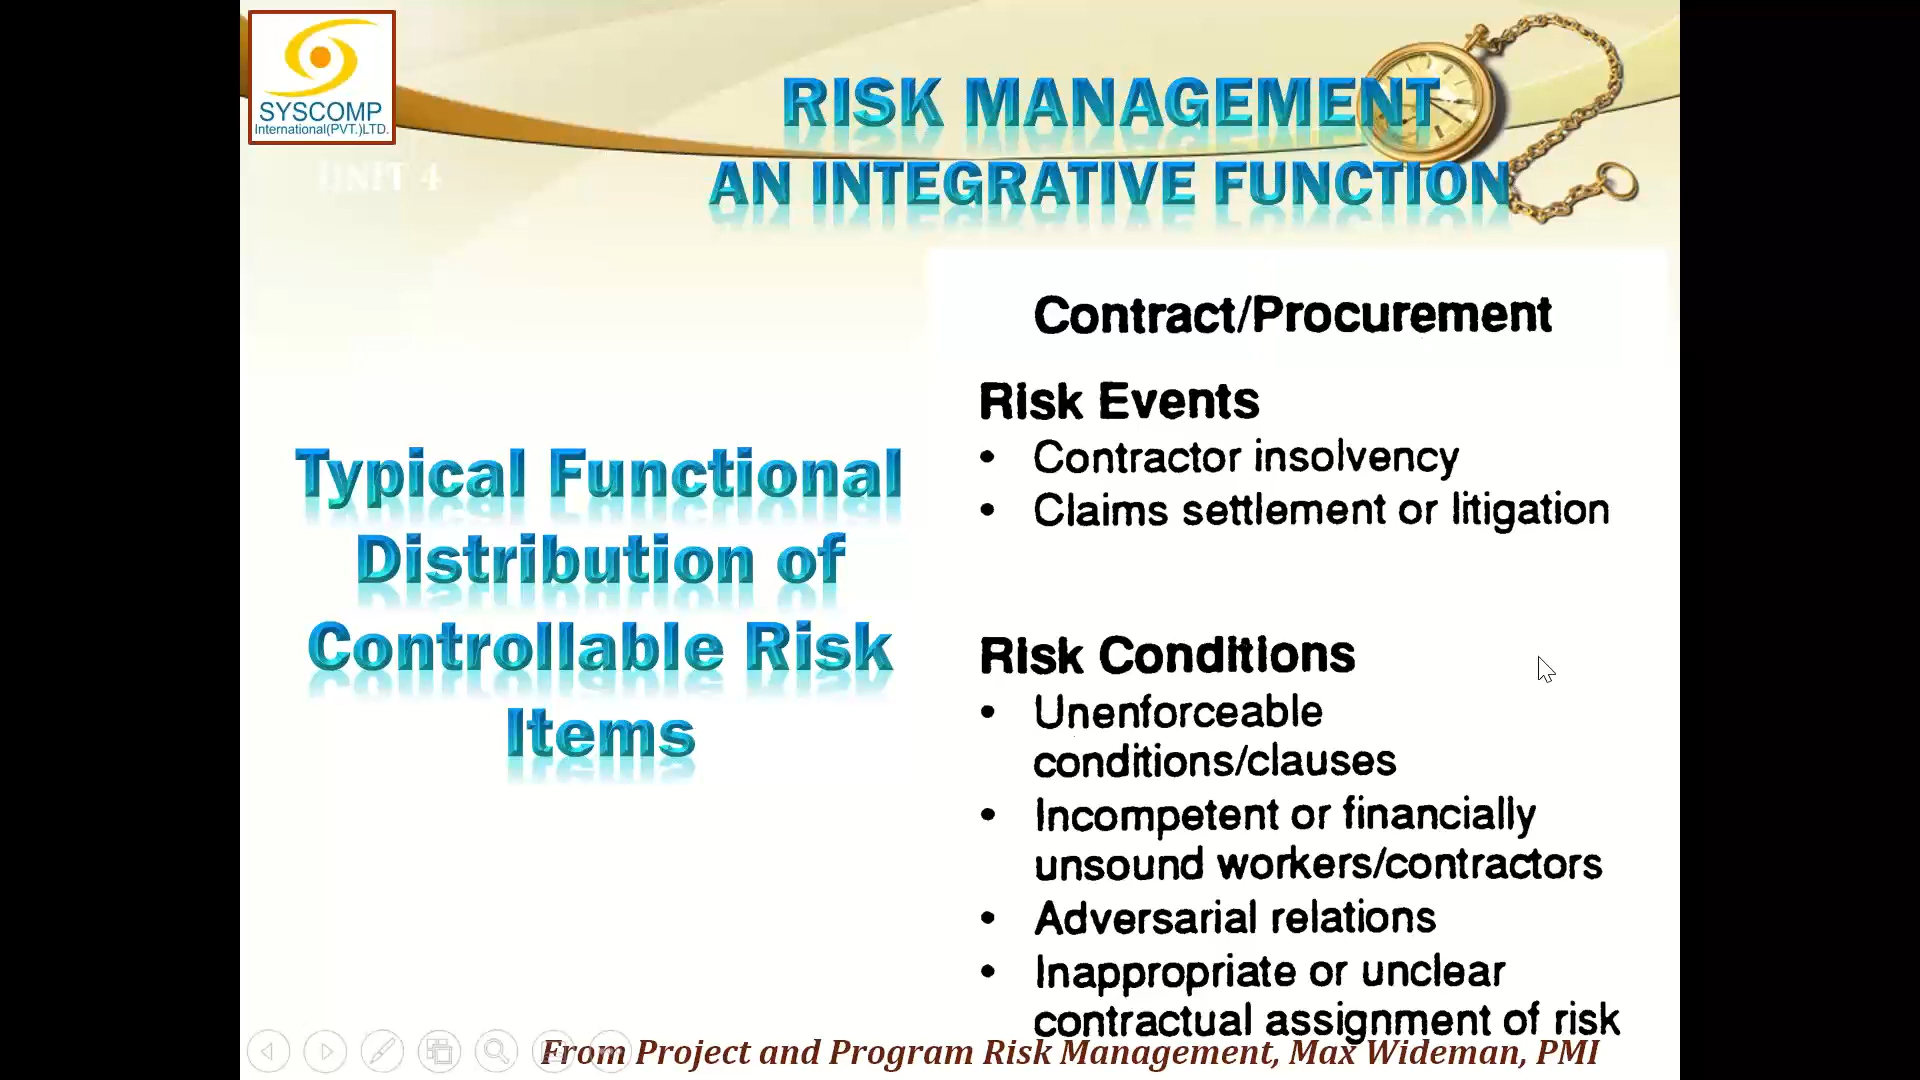 SYSCOMP
International(PVT.)LTD.
UNIT 4
RISK MANAGEMENT
AN INTEGRATIVE FUNCTION
Typical Functional
Distribution of
Controllable Risk
Items
Contract/Procurement
Risk Events
• Contractor insolvency
• Claims settlement or litigation
Risk Conditions
• Unenforceable
conditions/clauses
• Incompetent or financially
unsound workers/contractors
• Adversarial relations
• Inappropriate or unclear
contractual assignment of risk
From Project and Program Risk Management, Max Wideman, PMI